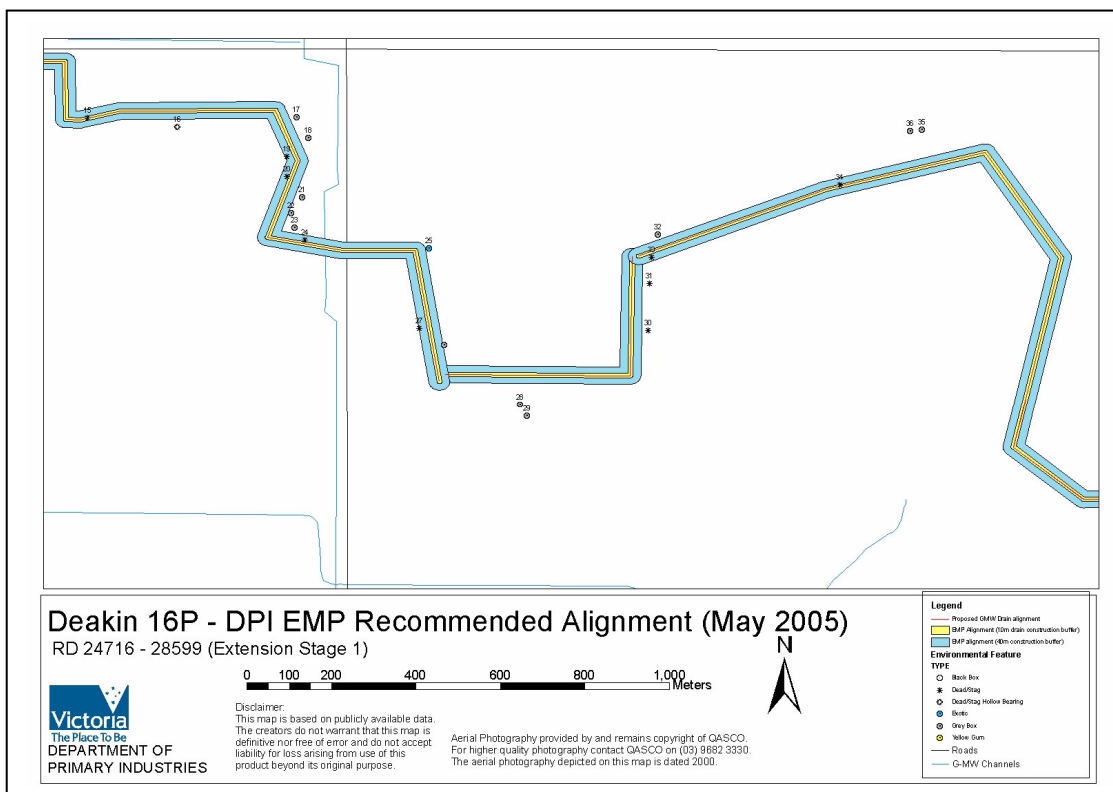 15
16
17
18
19
20
21
22
23
24
25
27
28
29
30
31
32
33
34
35
36
Deakin 16P - DPI EMP Recommended Alignment (May 2005)
RD 24716 - 28599 (Extension Stage 1)
0 100 200 400 600 800 1,000
Meters
N
Victoria
The Place To Be
DEPARTMENT OF
PRIMARY INDUSTRIES
Disclaimer:
This map is based on publicly available data.
The creators do not warrant that this map is
definitive nor free of error and do not accept
liability for loss arising from use of this
product beyond its original purpose.
Aerial Photography provided by and remains copyright of QASCO.
For higher quality photography contact QASCO on (03) 9682 3330.
The aerial photography depicted on this map is dated 2000.
Legend
Proposed GMW Drain alignment
EMP Alignment (10m drain construction buffer)
EMP alignment (40m construction buffer)
Environmental Feature
TYPE
Black Box
Dead/Stag
Dead/Stag Hollow Bearing
Exotic
Grey Box
Yellow Gum
Roads
G-MW Channels